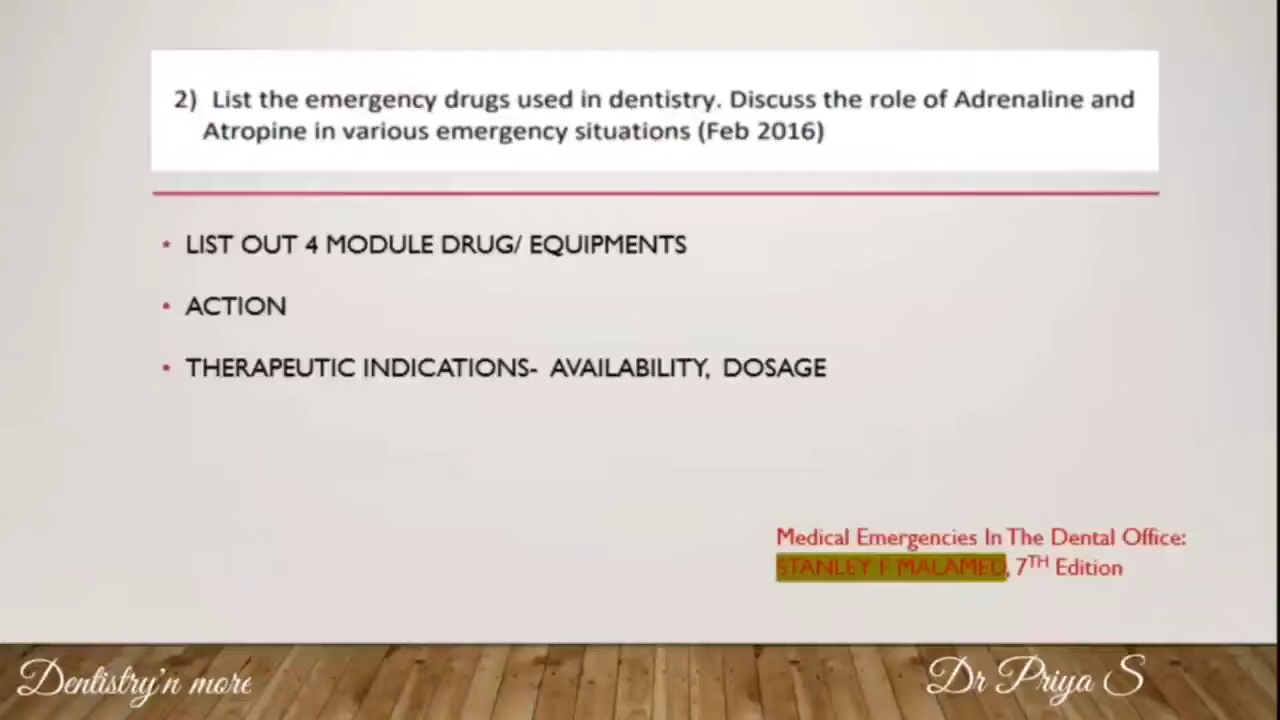 2) List the emergency drugs used in dentistry. Discuss the role of Adrenaline and
Atropine in various emergency situations (Feb 2016)
• LIST OUT 4 MODULE DRUG/ EQUIPMENTS
• ACTION
• THERAPEUTIC INDICATIONS- AVAILABILITY, DOSAGE
Medical Emergencies In The Dental Office:
STANLEY F MALAMED, 7TH Edition
Dentistry'n more
Dr Priya S